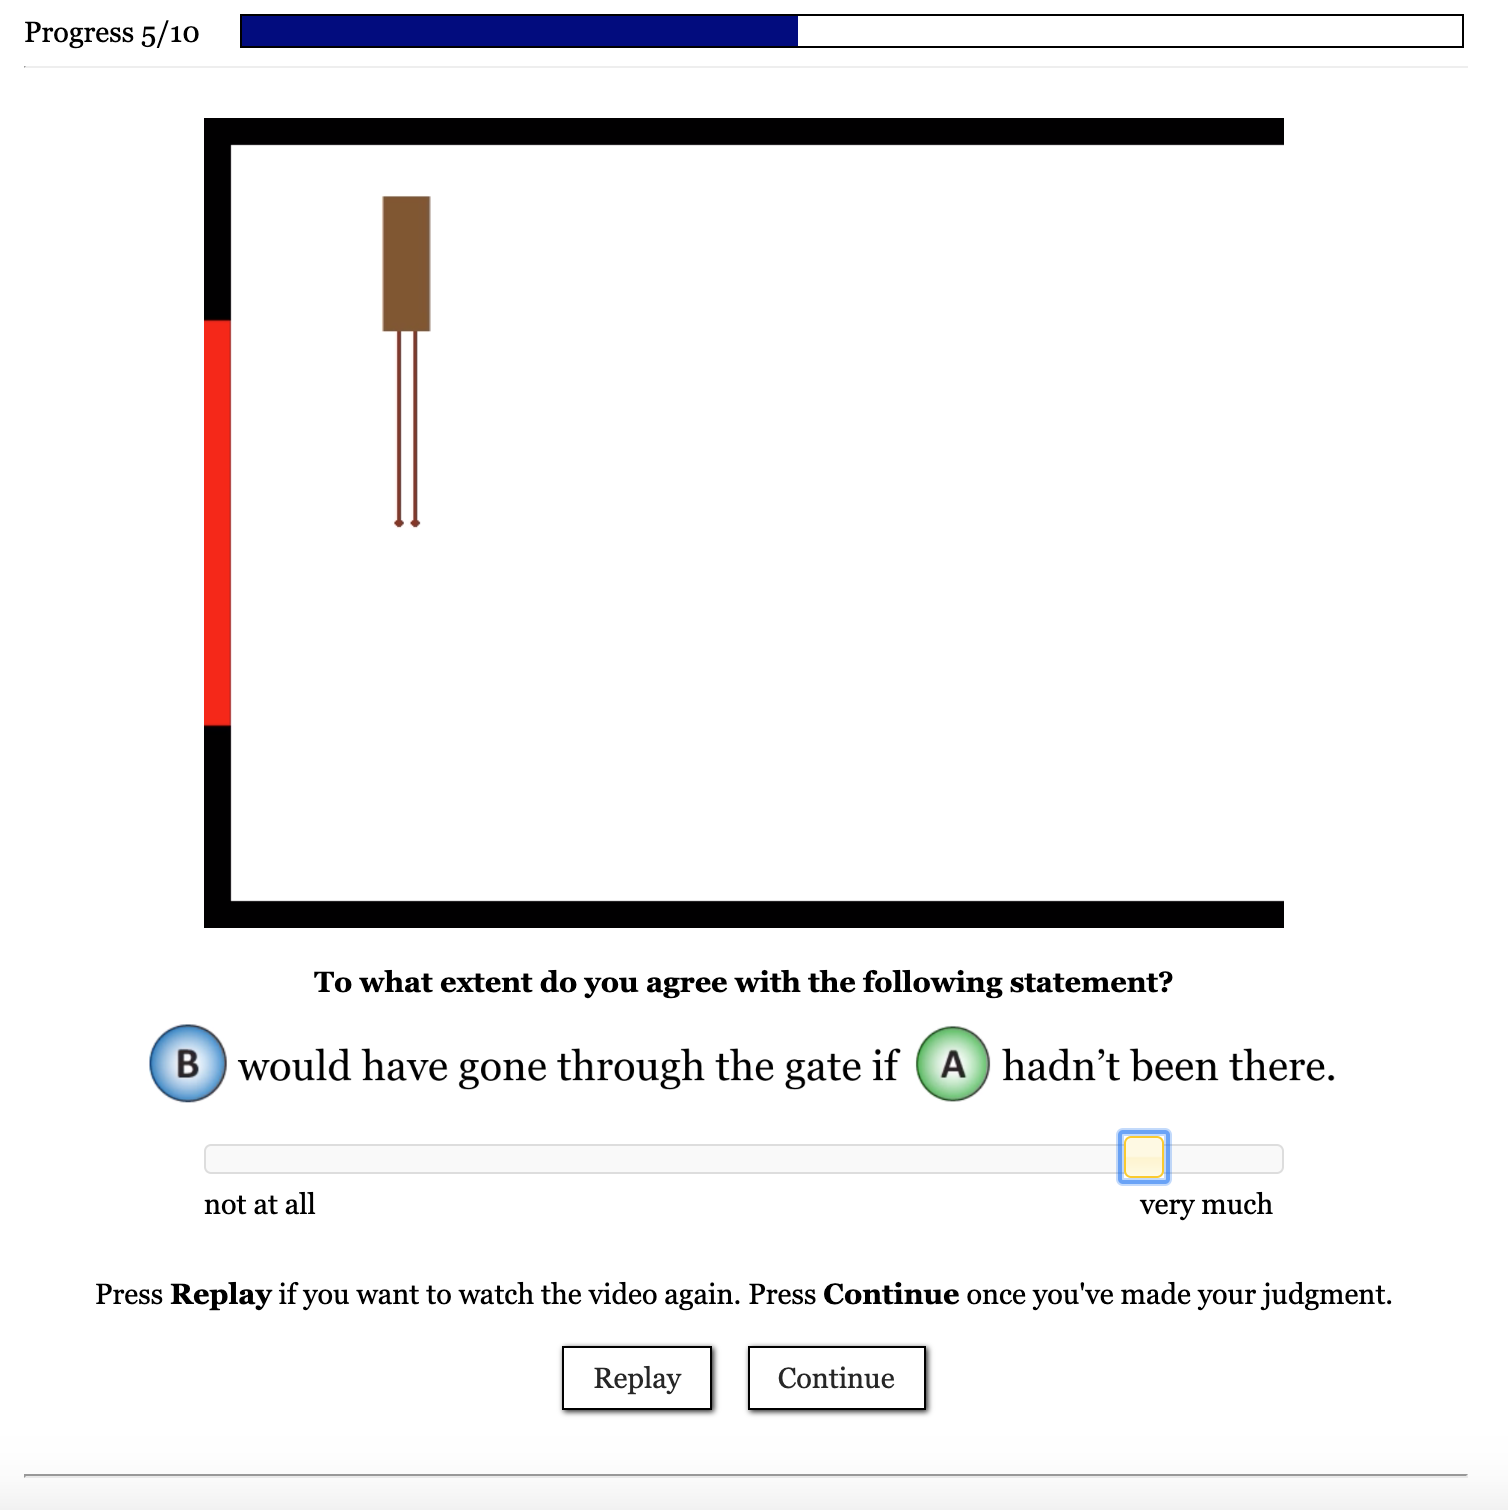 Progress 5/10
To what extent do you agree with the following statement?
B would have gone through the gate if A hadn’t been there.
not at all very much
Press Replay if you want to watch the video again. Press Continue once you've made your judgment.
Replay Continue